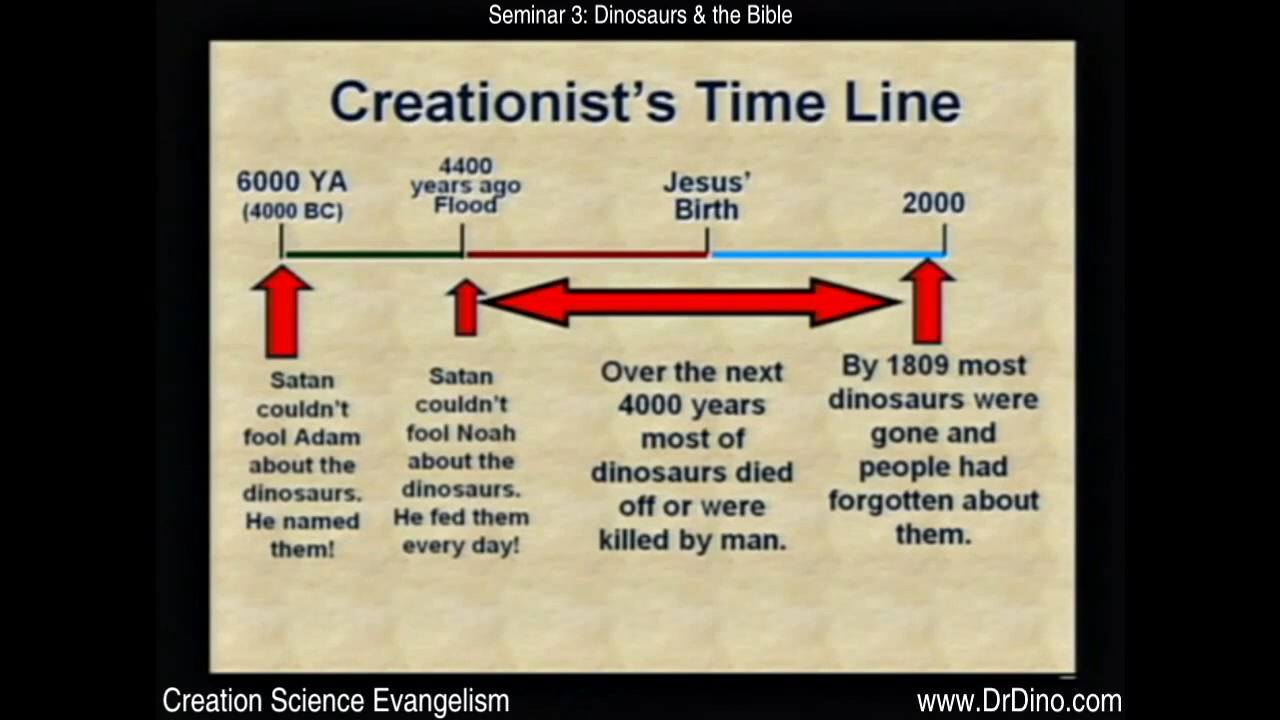 Seminar 3: Dinosaurs & the Bible
Creationist's Time Line
6000 YA
(4000 BC)
4400
years ago
Flood
Jesus'
Birth
2000
Satan
couldn't
fool Adam
about the
dinosaurs.
He named
them!
Satan
couldn't
fool Noah
about the
dinosaurs.
He fed them
every day!
Over the next
4000 years
most of
dinosaurs died
off or were
killed by man.
By 1809 most
dinosaurs were
gone and
people had
forgotten about
them.
Creation Science Evangelism
www.DrDino.com